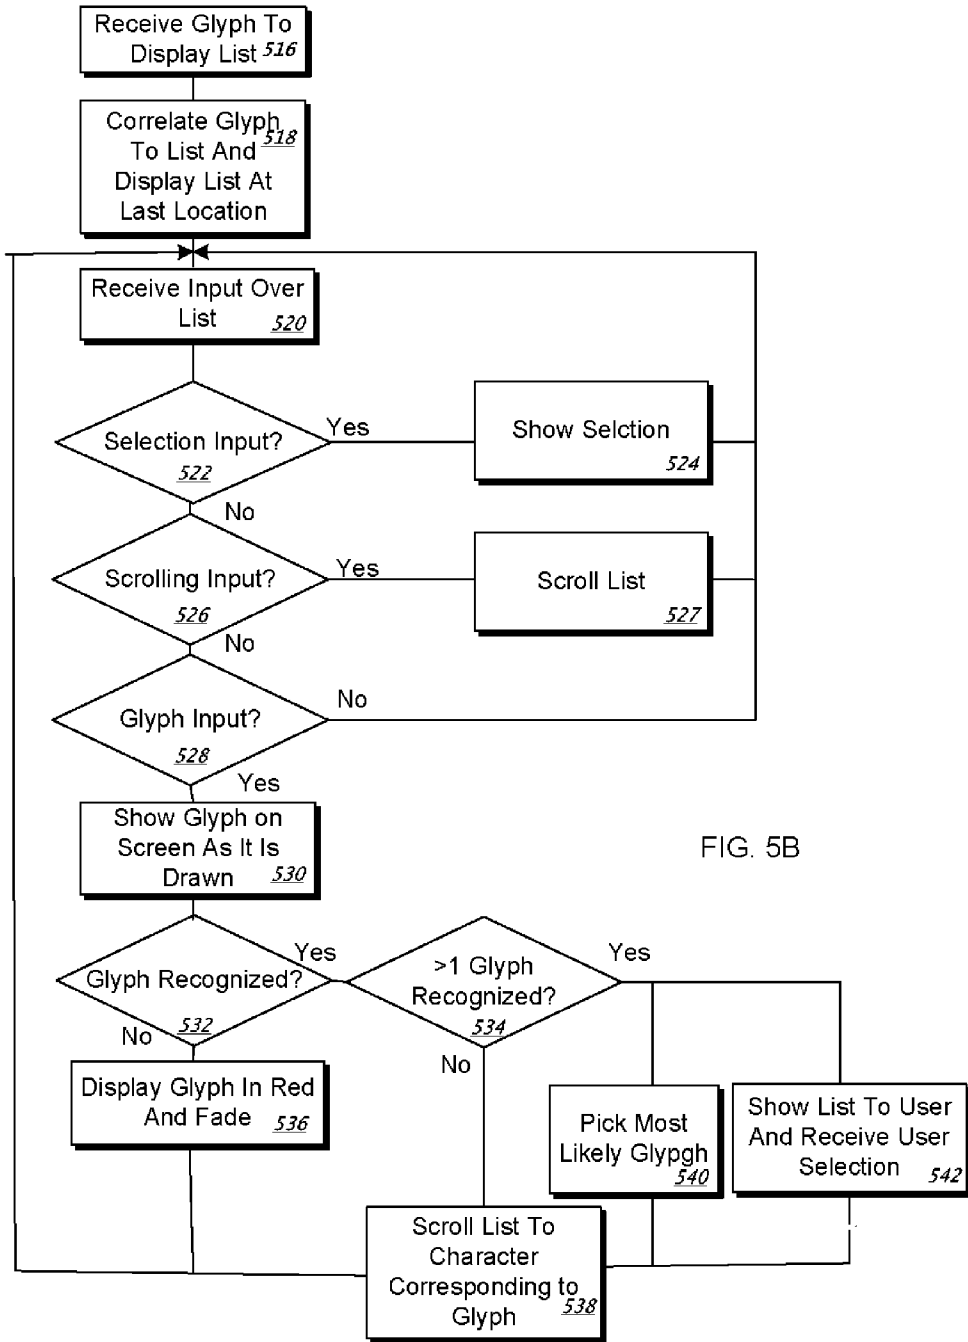 Receive Glyph To
Display List 516
Correlate Glyph
518
To List And
Display List At
Last Location
Receive Input Over
List
520
Selection Input?
522
Yes
Show Selction
524
No
Scrolling Input?
526
Yes
Scroll List
527
No
Glyph Input?
528
No
Yes
Show Glyph on
Screen As It Is
Drawn 530
FIG. 5B
Glyph Recognized?
532
Yes
>1 Glyph
Recognized?
534
Yes
No
No
Display Glyph In Red
And Fade 536
Pick Most
Likely Glypgh
540
Show List To User
And Receive User
Selection 542
Scroll List To
Character
Corresponding to
Glyph 538